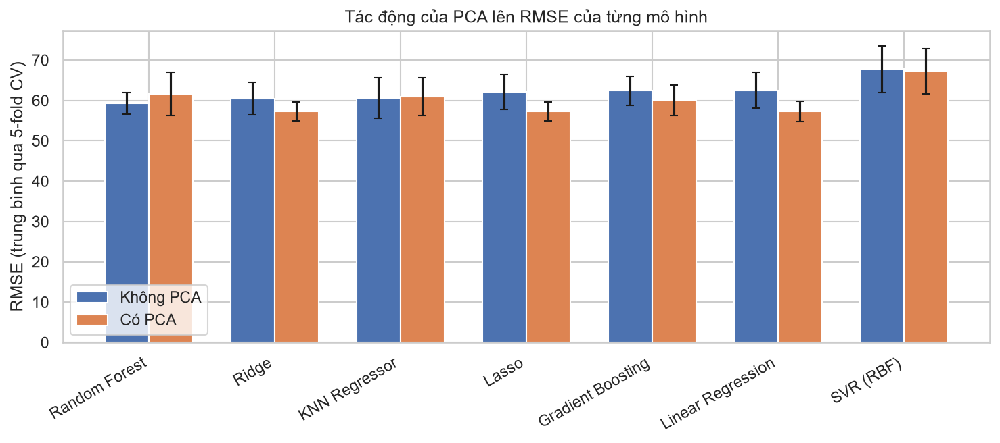 Tác động của PCA lên RMSE của từng mô hình
RMSE (trung bình qua 5-fold CV)
70
60
50
40
30
20
10
0
Không PCA
Có PCA
Random Forest
Ridge
KNN Regressor
Lasso
Gradient Boosting
Linear Regression
SVR (RBF)